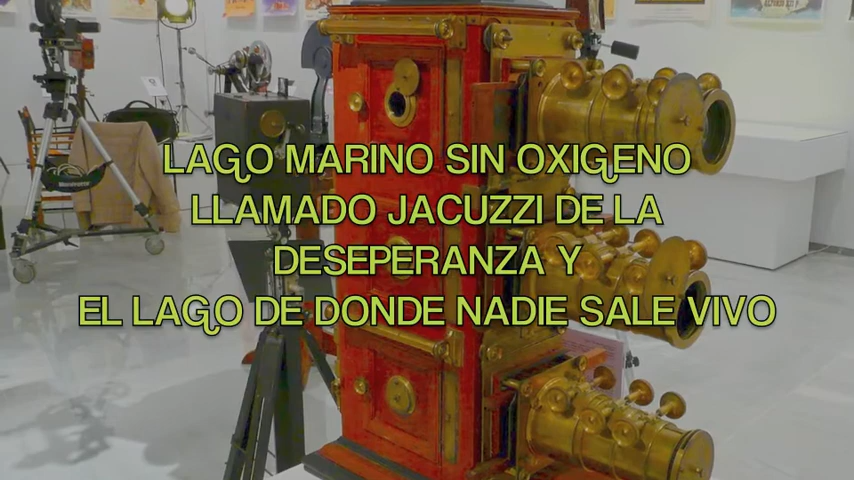 LAGO MARINO SIN OXIGENO
LLAMADO JACUZZI DE LA
DESEPERANZA Y
EL LAGO DE DONDE NADIE SALE VIVO